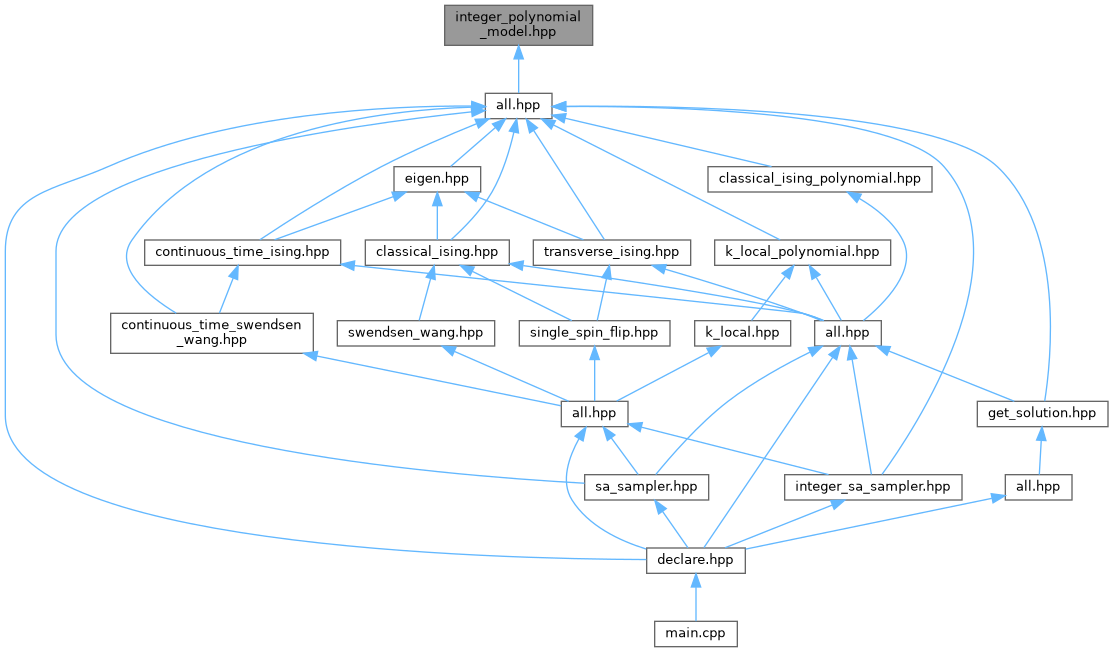 integer_polynomial
_model.hpp
all.hpp
eigen.hpp
classical_ising_polynomial.hpp
continuous_time_ising.hpp
classical_ising.hpp
transverse_ising.hpp
k_local_polynomial.hpp
continuous_time_swendsen
_wang.hpp
swendsen_wang.hpp
single_spin_flip.hpp
k_local.hpp
all.hpp
all.hpp
get_solution.hpp
sa_sampler.hpp
integer_sa_sampler.hpp
all.hpp
declare.hpp
main.cpp